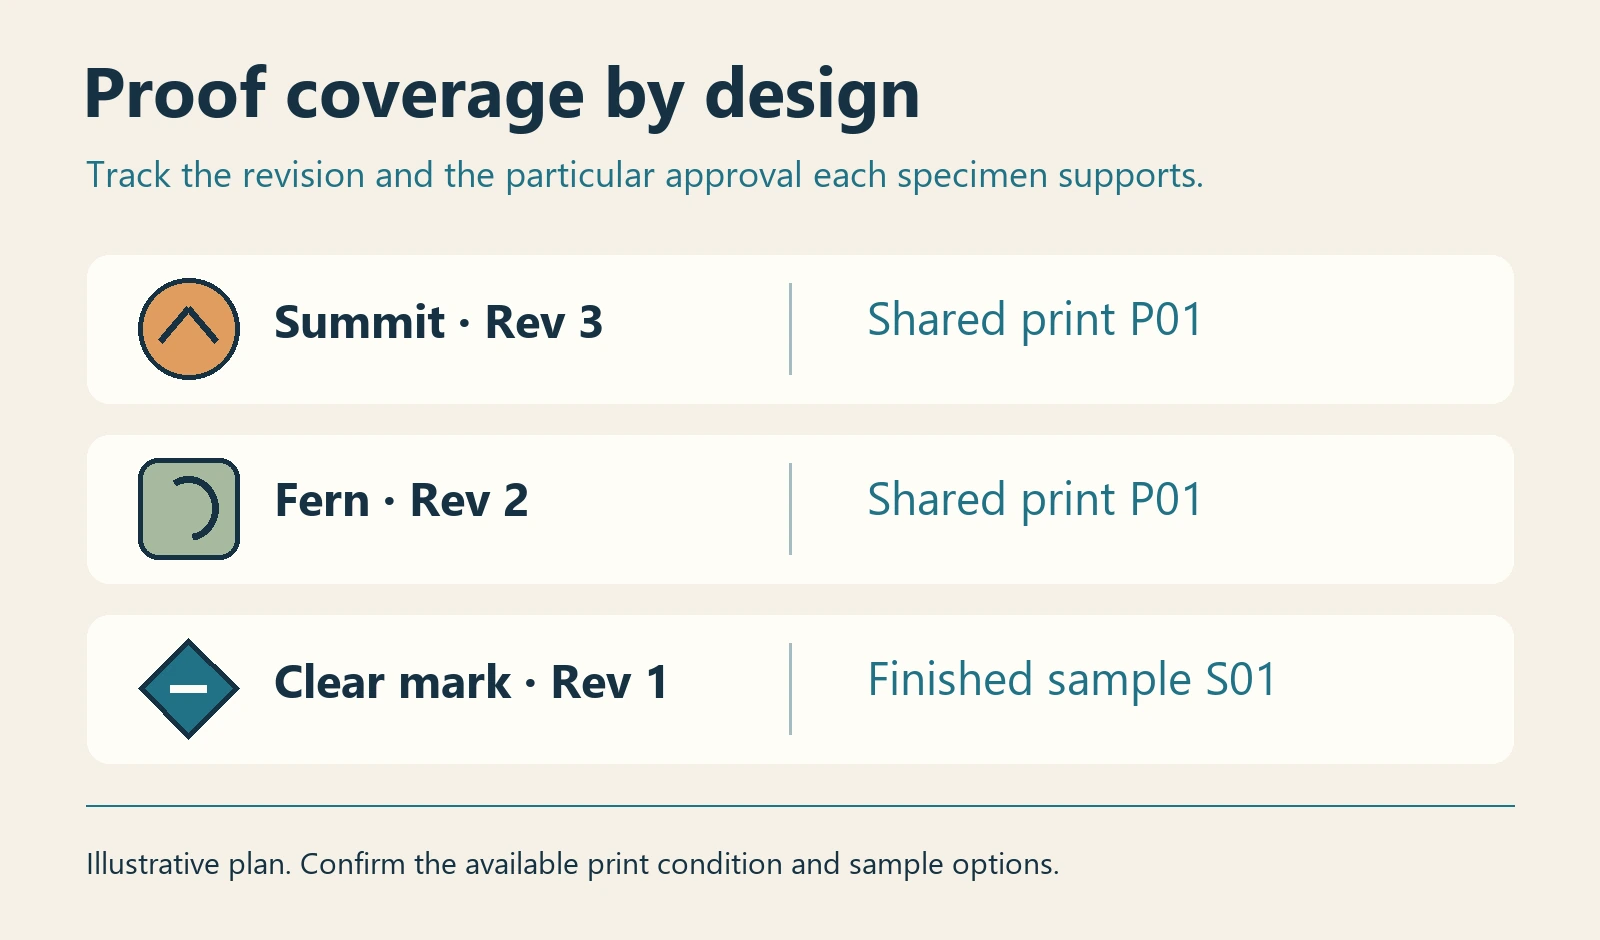 Proof coverage by design
Track the revision and the particular approval each specimen supports.
Summit · Rev 3
Shared print P01
Fern · Rev 2
Shared print P01
Clear mark · Rev 1
Finished sample S01
Illustrative plan. Confirm the available print condition and sample options.